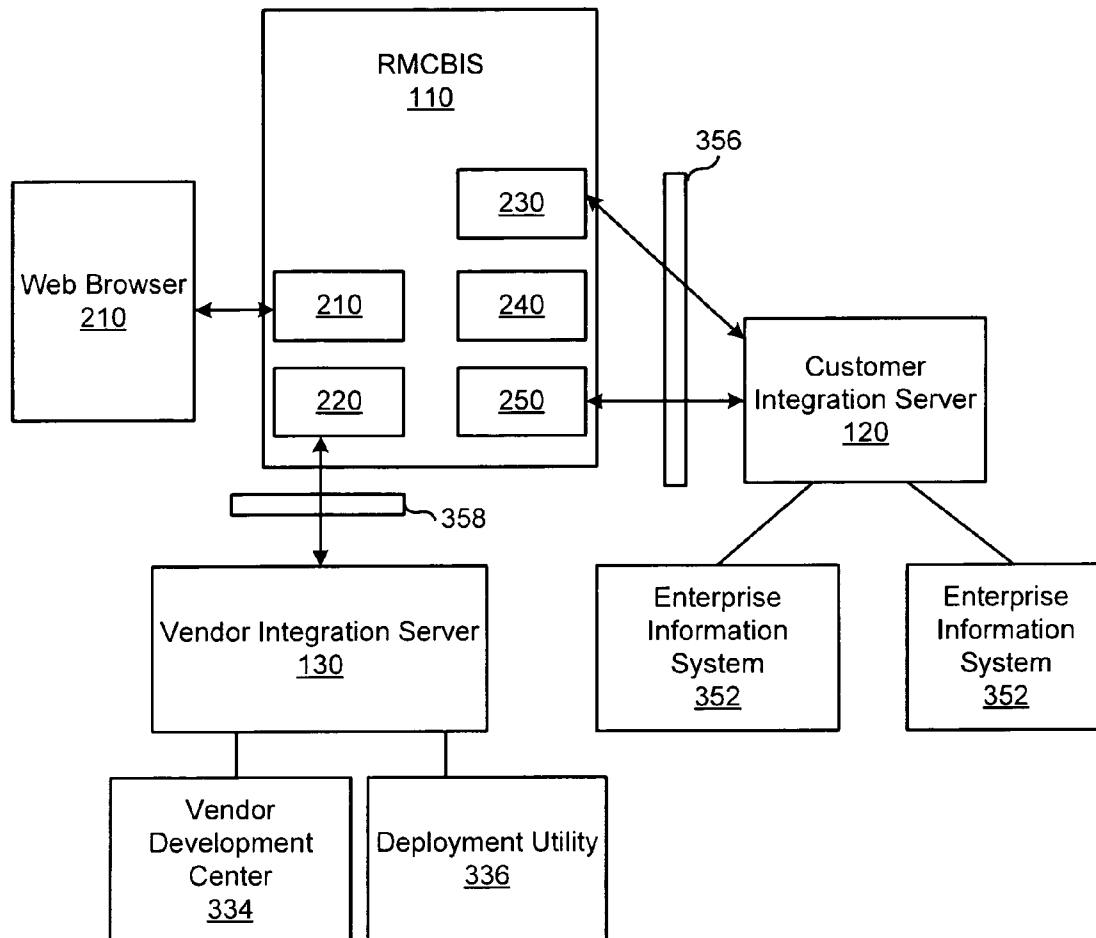 RMCBIS
110
356
230
Web Browser
210
210
240
Customer
Integration Server
120
220
250
358
Vendor Integration Server
130
Enterprise
Information
System
352
Enterprise
Information
System
352
Vendor
Development
Center
334
Deployment Utility
336